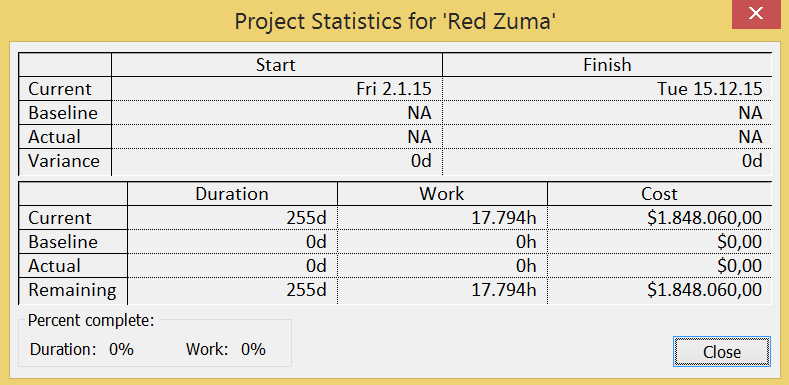 Project Statistics for 'Red Zuma'
Start Finish
Current Fri 2.1.15 Tue 15.12.15
Baseline NA NA
Actual NA NA
Variance 0d 0d
Duration Work Cost
Current 255d 17.794h $1.848.060,00
Baseline 0d 0h $0,00
Actual 0d 0h $0,00
Remaining 255d 17.794h $1.848.060,00
Percent complete:
Duration: 0% Work: 0% Close